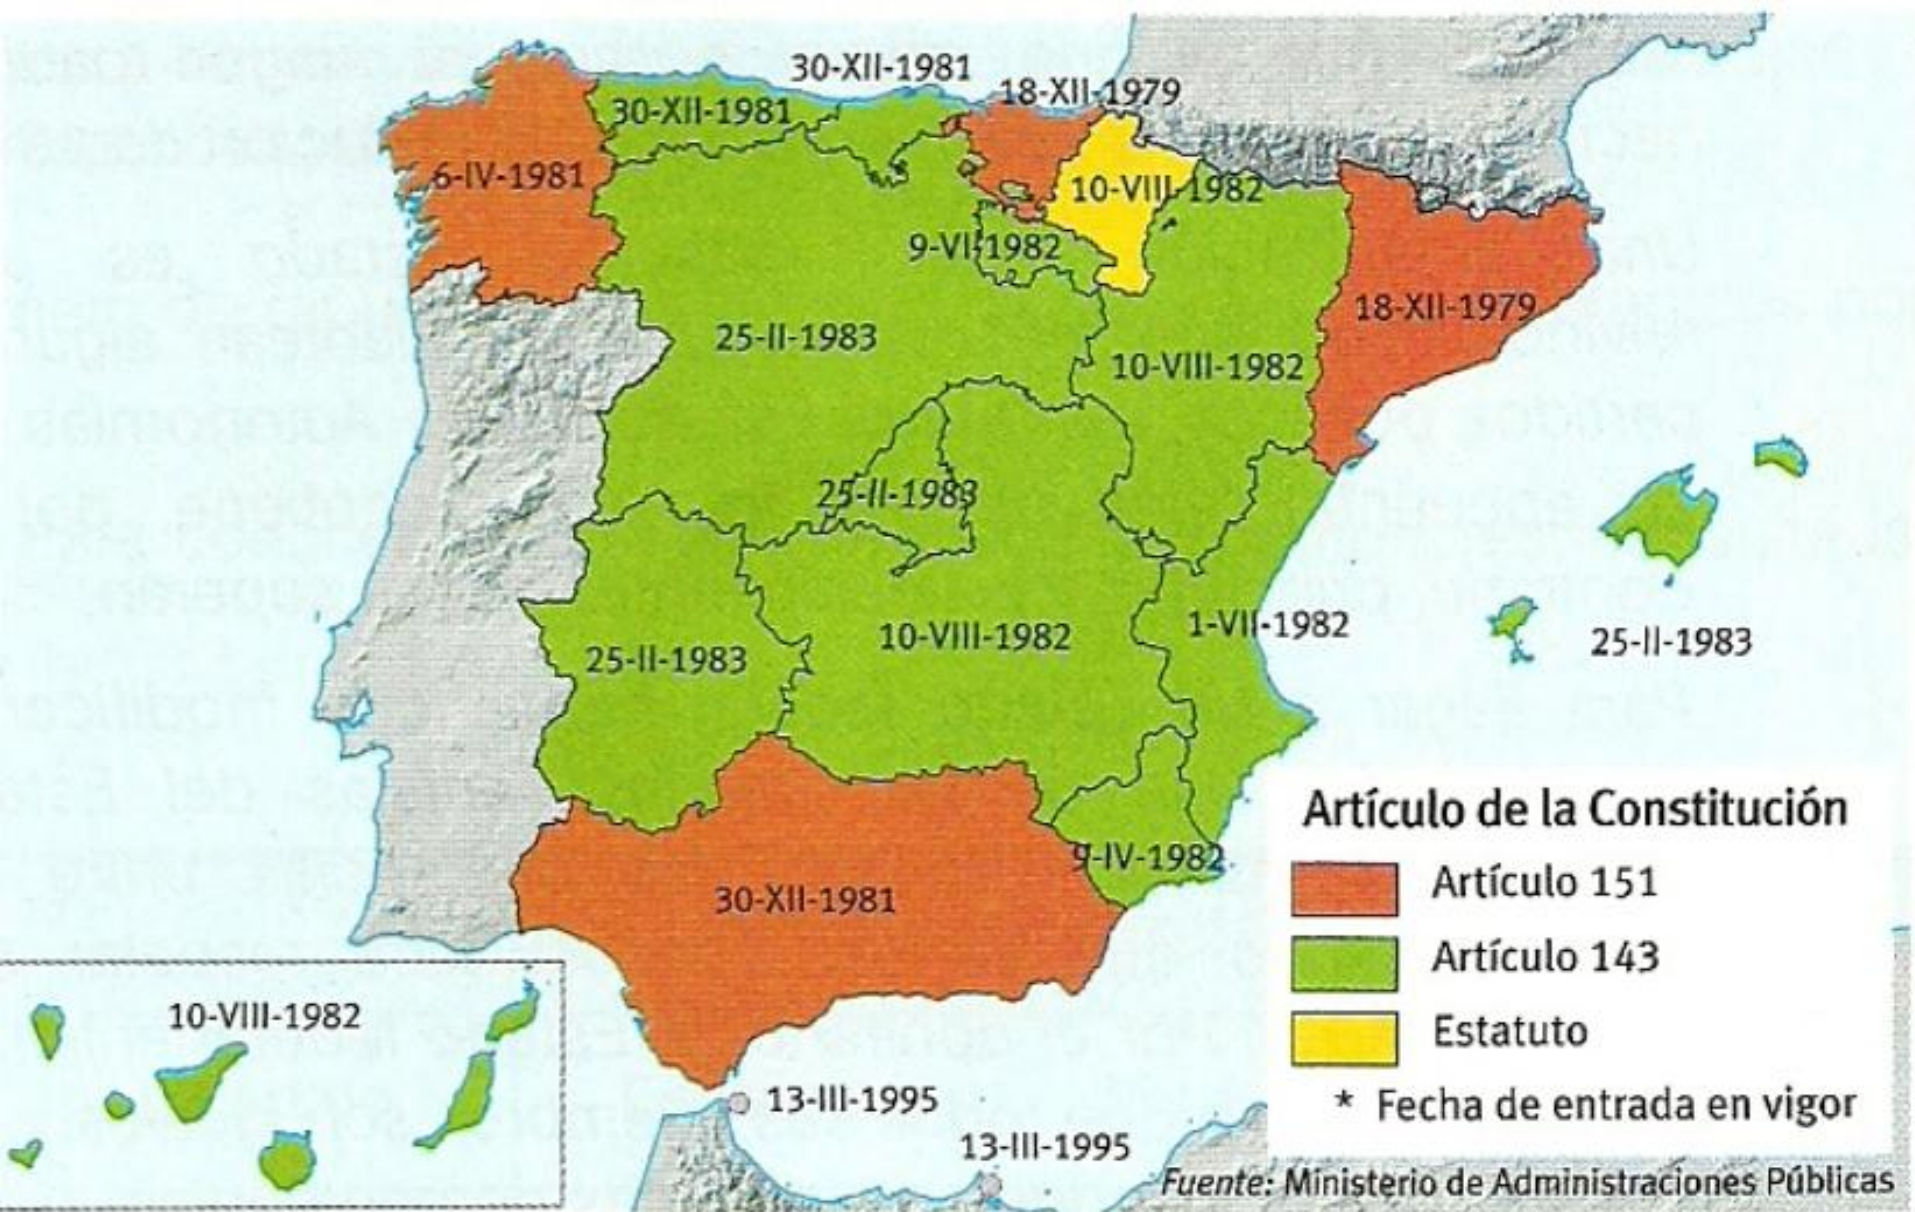 30-XII-1981
18-XII-1979
30-XII-1981
6-IV-1981
10-VIII-1982
9-VI-1982
18-XII-1979
25-II-1983
10-VIII-1982
25-II-1983
1-VII-1982
10-VIII-1982
25-II-1983
25-II-1983
9-IV-1982
30-XII-1981
10-VIII-1982
13-III-1995
13-III-1995
Artículo de la Constitución
Artículo 151
Artículo 143
Estatuto
* Fecha de entrada en vigor
Fuente: Ministerio de Administraciones Públicas